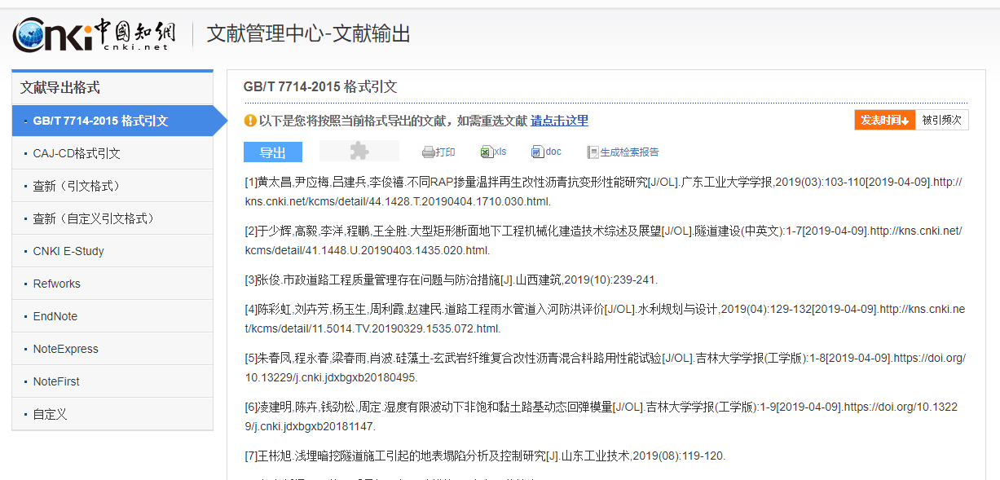 Cnki 中国知网
cnki.net
文献管理中心-文献输出
文献导出格式
GB/T 7714-2015 格式引文
CAJ-CD格式引文
查新（引文格式）
查新（自定义引文格式）
CNKI E-Study
Refworks
EndNote
NoteExpress
NoteFirst
自定义
GB/T 7714-2015 格式引文
以下是您将按照当前格式导出的文献，如需重选文献 请点击这里
发表时间↓ 被引频次
导出 打印 xls doc 生成检索报告
[1]黄太昌,尹应梅,吕建兵,李俊禧.不同RAP掺量温拌再生改性沥青抗变形性能研究[J/OL].广东工业大学学报,2019(03):103-110[2019-04-09].http://
kns.cnki.net/kcms/detail/44.1428.T.20190404.1710.030.html.
[2]于少辉,高毅,李洋,程鹏,王全胜.大型矩形断面地下工程机械化建造技术综述及展望[J/OL].隧道建设(中英文):1-7[2019-04-09].http://kns.cnki.net/
kcms/detail/41.1448.U.20190403.1435.020.html.
[3]张俊.市政道路工程质量管理存在问题与防治措施[J].山西建筑,2019(10):239-241.
[4]陈彩虹,刘卉芳,杨玉生,周利霞,赵建民.道路工程雨水管道入河防洪评价[J/OL].水利规划与设计,2019(04):129-132[2019-04-09].http://kns.cnki.ne
t/kcms/detail/11.5014.TV.20190329.1535.072.html.
[5]朱春凤,程永春,梁春雨,肖波.硅藻土-玄武岩纤维复合改性沥青混合料路用性能试验[J/OL].吉林大学学报(工学版):1-8[2019-04-09].https://doi.org/
10.13229/j.cnki.jdxbgxb20180495.
[6]凌建明,陈卉,钱劲松,周定.湿度有限波动下非饱和黏土路基动态回弹模量[J/OL].吉林大学学报(工学版):1-9[2019-04-09].https://doi.org/10.1322
9/j.cnki.jdxbgxb20181147.
[7]王彬旭.浅埋暗挖隧道施工引起的地表塌陷分析及控制研究[J].山东工业技术,2019(08):119-120.